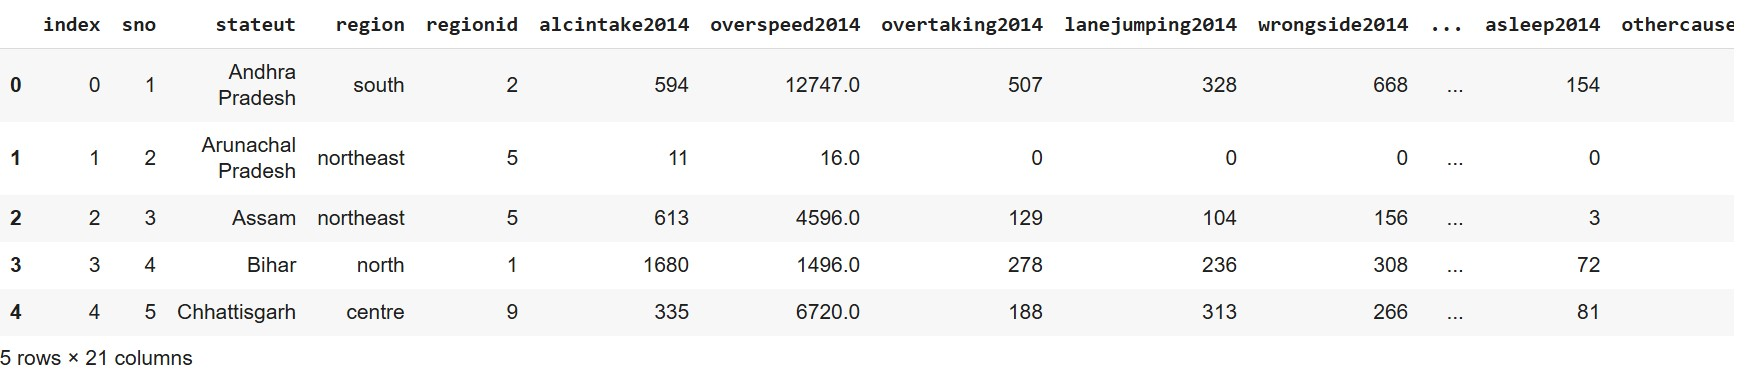 index sno stateut region regionid alcintake2014 overspeed2014 overtaking2014 lanejumping2014 wrongside2014 ... asleep2014 othercause
0 0 1 Andhra Pradesh south 2 594 12747.0 507 328 668 ... 154
1 1 2 Arunachal Pradesh northeast 5 11 16.0 0 0 0 ... 0
2 2 3 Assam northeast 5 613 4596.0 129 104 156 ... 3
3 3 4 Bihar north 1 1680 1496.0 278 236 308 ... 72
4 4 5 Chhattisgarh centre 9 335 6720.0 188 313 266 ... 81
5 rows × 21 columns